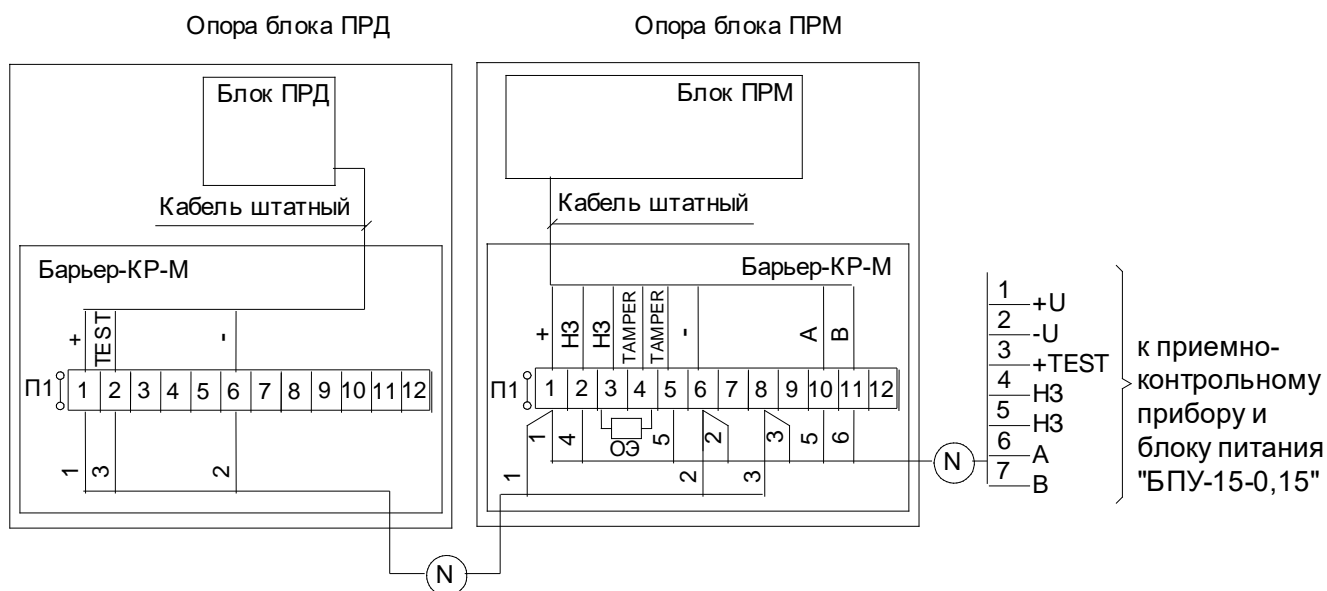 Опора блока ПРД
Опора блока ПРМ
Блок ПРД
Кабель штатный
Барьер-КР-М
+
TEST
-
П1
1 2 3 4 5 6 7 8 9 10 11 12
1
3
2
Блок ПРМ
Кабель штатный
Барьер-КР-М
+
НЗ
НЗ
TAMPER
TAMPER
-
A
B
П1
1 2 3 4 5 6 7 8 9 10 11 12
ОЭ
1
4
5
2
3
5
6
1
2
3
N
N
1 +U
2 -U
3 +TEST
4 НЗ
5 НЗ
6 A
7 B
к приемно-
контрольному
прибору и
блоку питания
"БПУ-15-0,15"